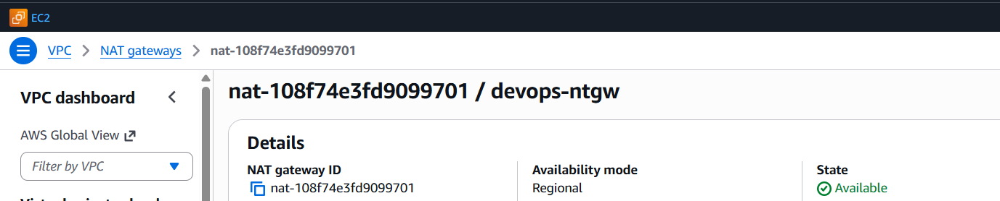 EC2
VPC > NAT gateways > nat-108f74e3fd9099701
VPC dashboard
AWS Global View
Filter by VPC
nat-108f74e3fd9099701 / devops-ntgw
Details
NAT gateway ID
nat-108f74e3fd9099701
Availability mode
Regional
State
Available